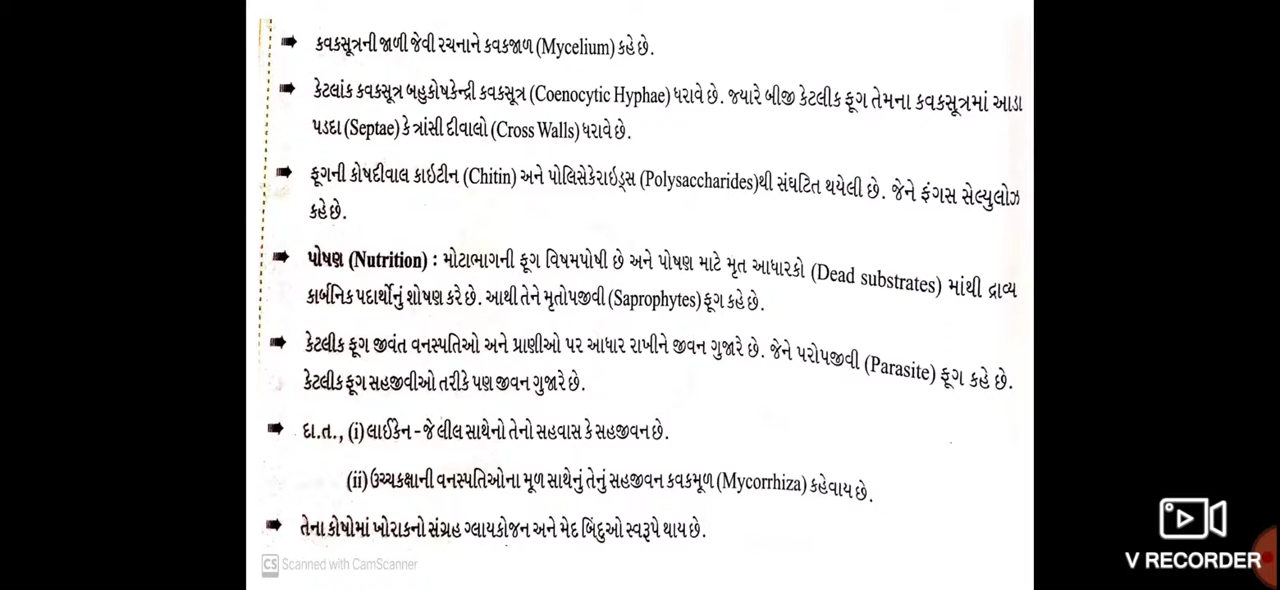 ➠ કવકસૂત્રની જાળી જેવી રચનાને કવકજાળ (Mycelium) કહે છે.
➠ કેટલાંક કવકસૂત્ર બહુકોષકેન્દ્રી કવકસૂત્ર (Coenocytic Hyphae) ધરાવે છે. જ્યારે બીજી કેટલીક ફૂગ તેમના કવકસૂત્રમાં આડા
પડદા (Septae) કે ત્રાંસી દીવાલો (Cross Walls) ધરાવે છે.
➠ ફૂગની કોષદીવાલ કાઇટીન (Chitin) અને પોલિસેકેરાઇડ્સ (Polysaccharides)થી સંઘટિત થયેલી છે. જેને ફંગસ સેલ્યુલોઝ
કહે છે.
➠ પોષણ (Nutrition) : મોટાભાગની ફૂગ વિષમપોષી છે અને પોષણ માટે મૃત આધારકો (Dead substrates) માંથી દ્રાવ્ય
કાર્બનિક પદાર્થોનું શોષણ કરે છે. આથી તેને મૃતોપજીવી (Saprophytes) ફૂગ કહે છે.
➠ કેટલીક ફૂગ જીવંત વનસ્પતિઓ અને પ્રાણીઓ પર આધાર રાખીને જીવન ગુજારે છે. જેને પરોપજીવી (Parasite) ફૂગ કહે છે.
કેટલીક ફૂગ સહજીવીઓ તરીકે પણ જીવન ગુજારે છે.
➠ દા.ત., (i) લાઈકેન - જે લીલ સાથેનો તેનો સહવાસ કે સહજીવન છે.
(ii) ઉચ્ચકક્ષાની વનસ્પતિઓના મૂળ સાથેનું તેનું સહજીવન કવકમૂળ (Mycorrhiza) કહેવાય છે.
➠ તેના કોષોમાં ખોરાકનો સંગ્રહ ગ્લાયકોજન અને મેદ બિંદુઓ સ્વરૂપે થાય છે.
CS Scanned with CamScanner
V RECORDER